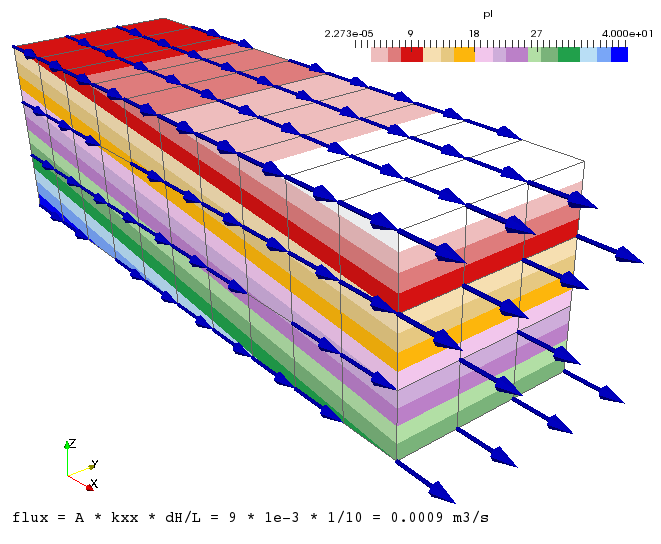 pl
2.273e-05 9 18 27 4.000e+01
Z
Y
X
flux = A * kxx * dH/L = 9 * 1e-3 * 1/10 = 0.0009 m3/s